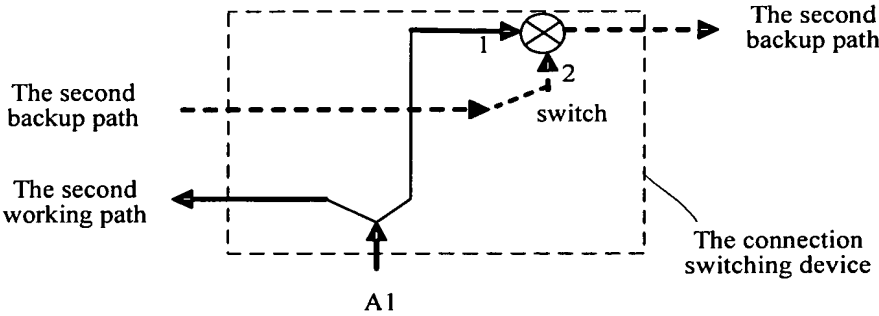 The second
backup path
1
2
The second
backup path
switch
The second
working path
The connection
switching device
A1